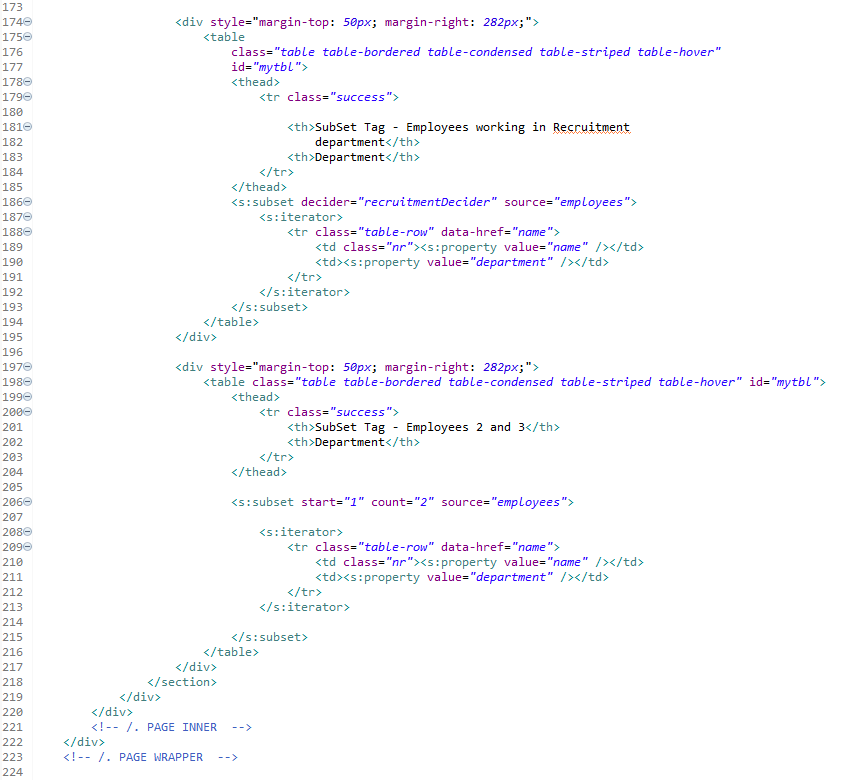 173
174 <div style="margin-top: 50px; margin-right: 282px;">
175 <table
176 class="table table-bordered table-condensed table-striped table-hover"
177 id="mytbl">
178 <thead>
179 <tr class="success">
180
181 <th>SubSet Tag - Employees working in Recruitment
182 department</th>
183 <th>Department</th>
184 </tr>
185 </thead>
186 <s:subset decider="recruitmentDecider" source="employees">
187 <s:iterator>
188 <tr class="table-row" data-href="name">
189 <td class="nr"><s:property value="name" /></td>
190 <td><s:property value="department" /></td>
191 </tr>
192 </s:iterator>
193 </s:subset>
194 </table>
195 </div>
196
197 <div style="margin-top: 50px; margin-right: 282px;">
198 <table class="table table-bordered table-condensed table-striped table-hover" id="mytbl">
199 <thead>
200 <tr class="success">
201 <th>SubSet Tag - Employees 2 and 3</th>
202 <th>Department</th>
203 </tr>
204 </thead>
205
206 <s:subset start="1" count="2" source="employees">
207
208 <s:iterator>
209 <tr class="table-row" data-href="name">
210 <td class="nr"><s:property value="name" /></td>
211 <td><s:property value="department" /></td>
212 </tr>
213 </s:iterator>
214
215 </s:subset>
216 </table>
217 </div>
218 </section>
219 </div>
220 </div>
221 <!-- /. PAGE INNER  -->
222 </div>
223 <!-- /. PAGE WRAPPER  -->
224